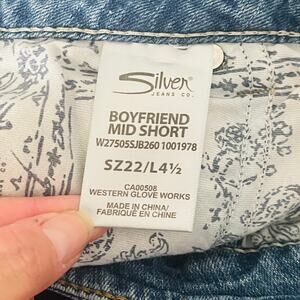 Silver
JEANS CO.
BOYFRIEND
MID SHORT
W27505SJB260 1001978
SZ22/L4½
CA00508
WESTERN GLOVE WORKS
MADE IN CHINA/
FABRIQUÉ EN CHINE